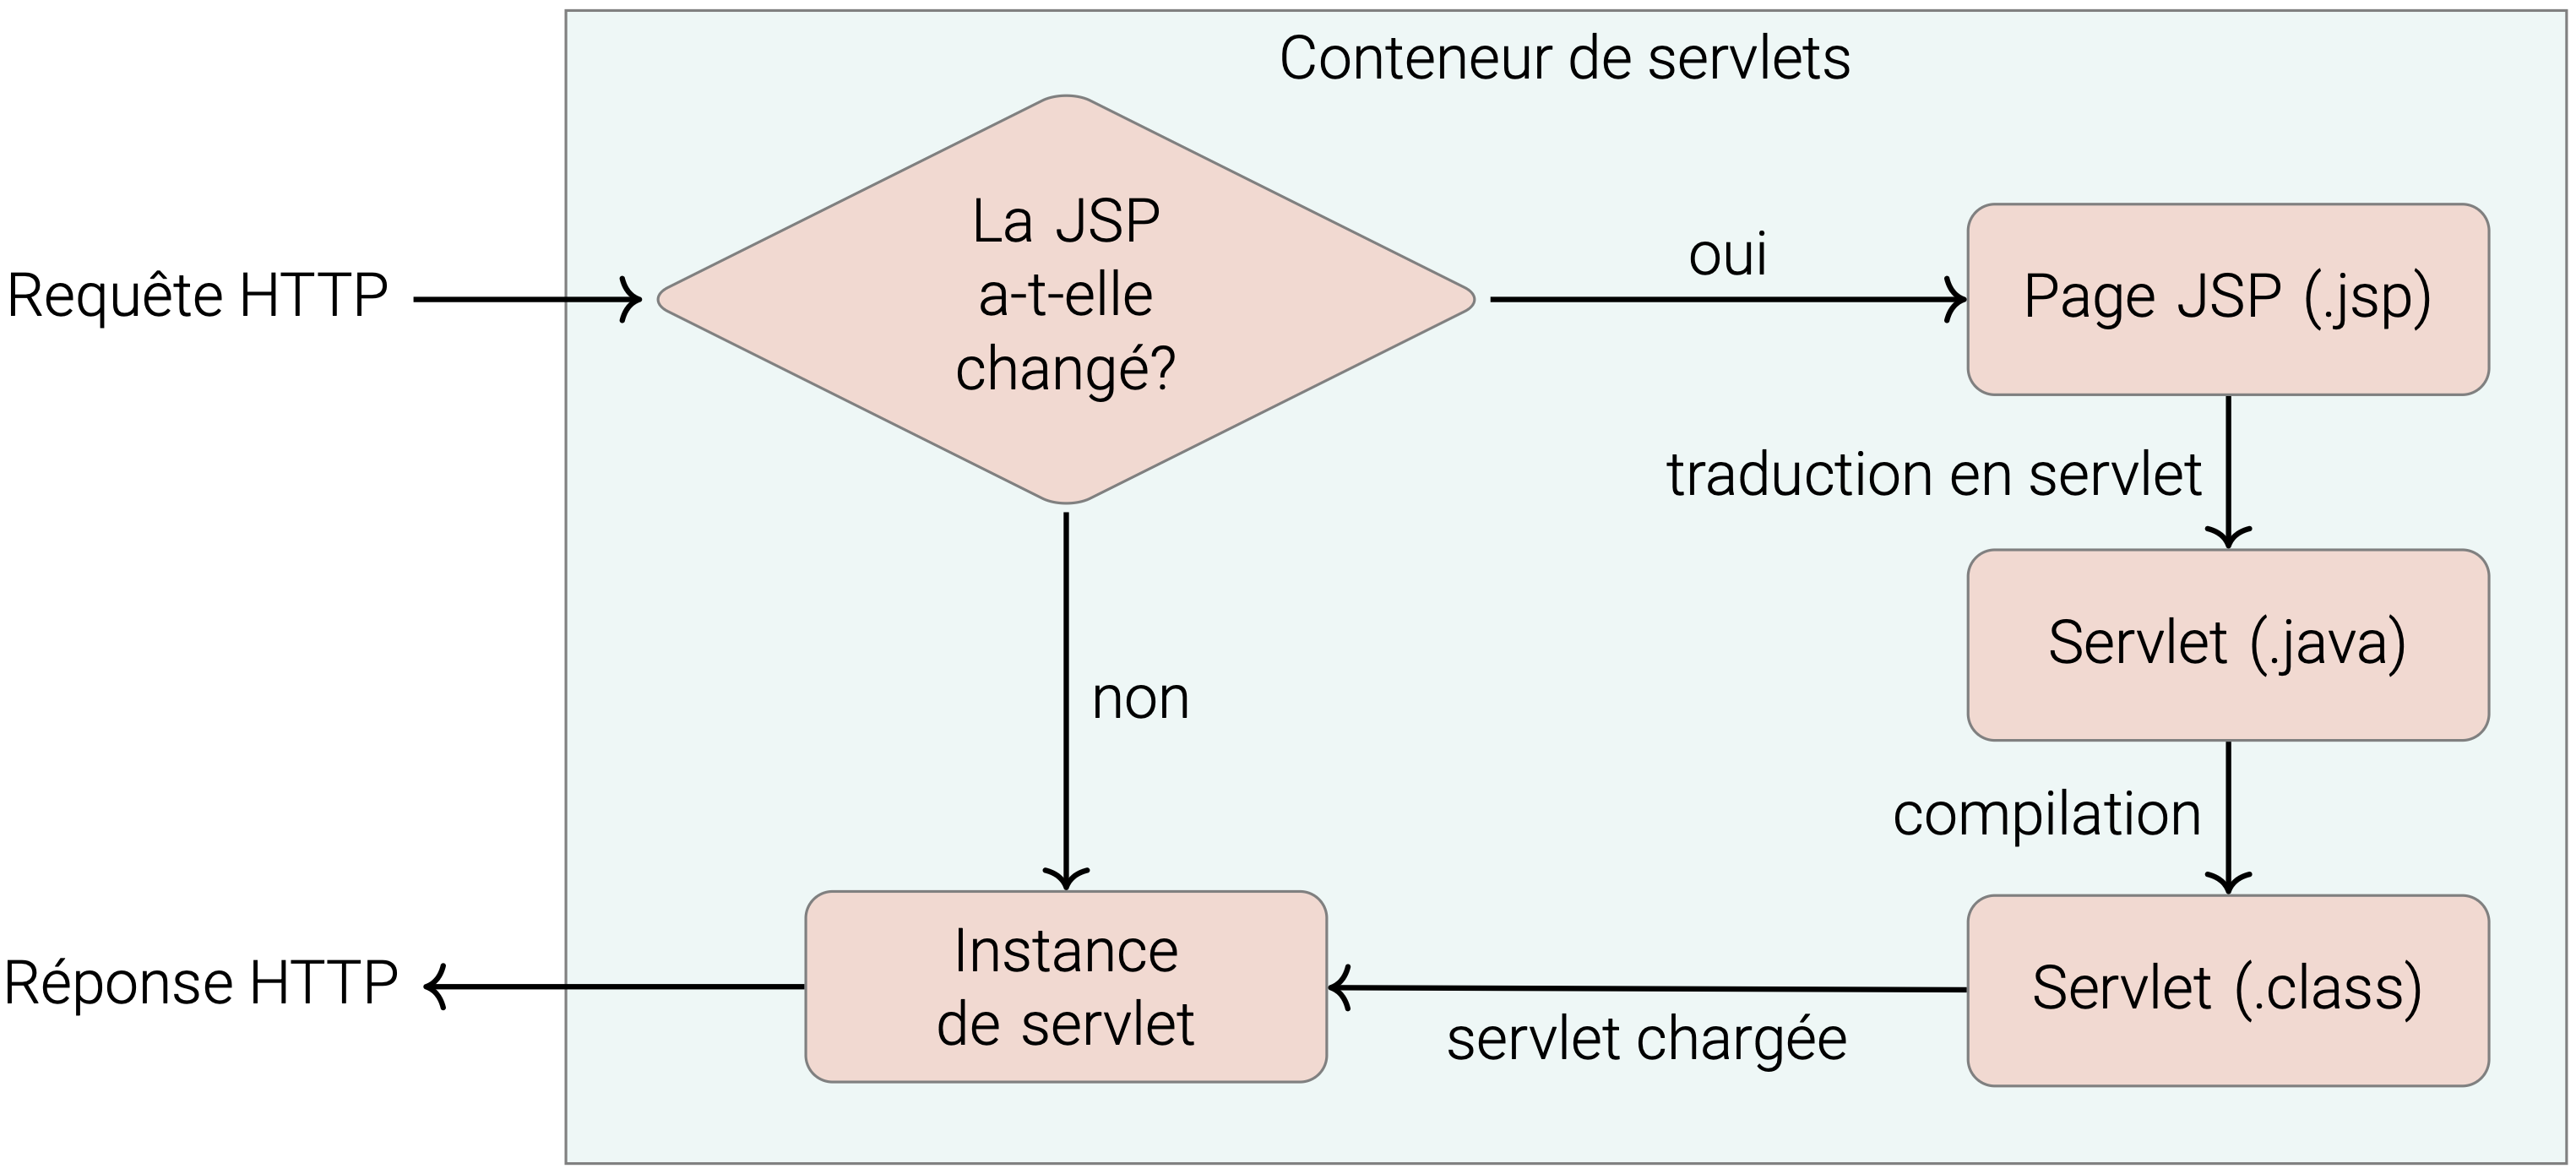 Conteneur de servlets
La JSP
a-t-elle
changé?
Requête HTTP
oui
Page JSP (.jsp)
traduction en servlet
Servlet (.java)
non
compilation
Instance
de servlet
Réponse HTTP
Servlet (.class)
servlet chargée